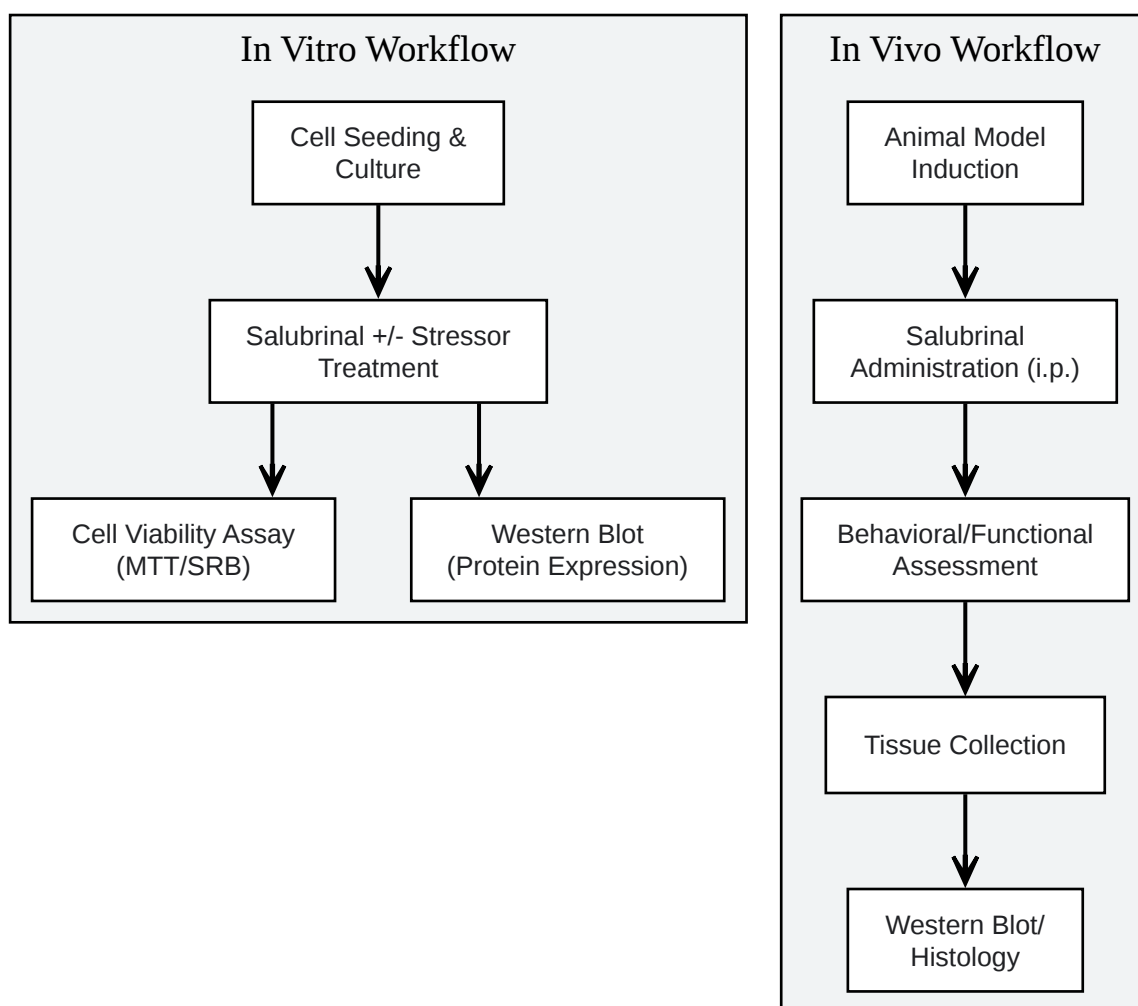 In Vitro Workflow
Cell Seeding &
Culture
Salubrinal +/- Stressor
Treatment
Cell Viability Assay
(MTT/SRB)
Western Blot
(Protein Expression)
In Vivo Workflow
Animal Model
Induction
Salubrinal
Administration (i.p.)
Behavioral/Functional
Assessment
Tissue Collection
Western Blot/
Histology